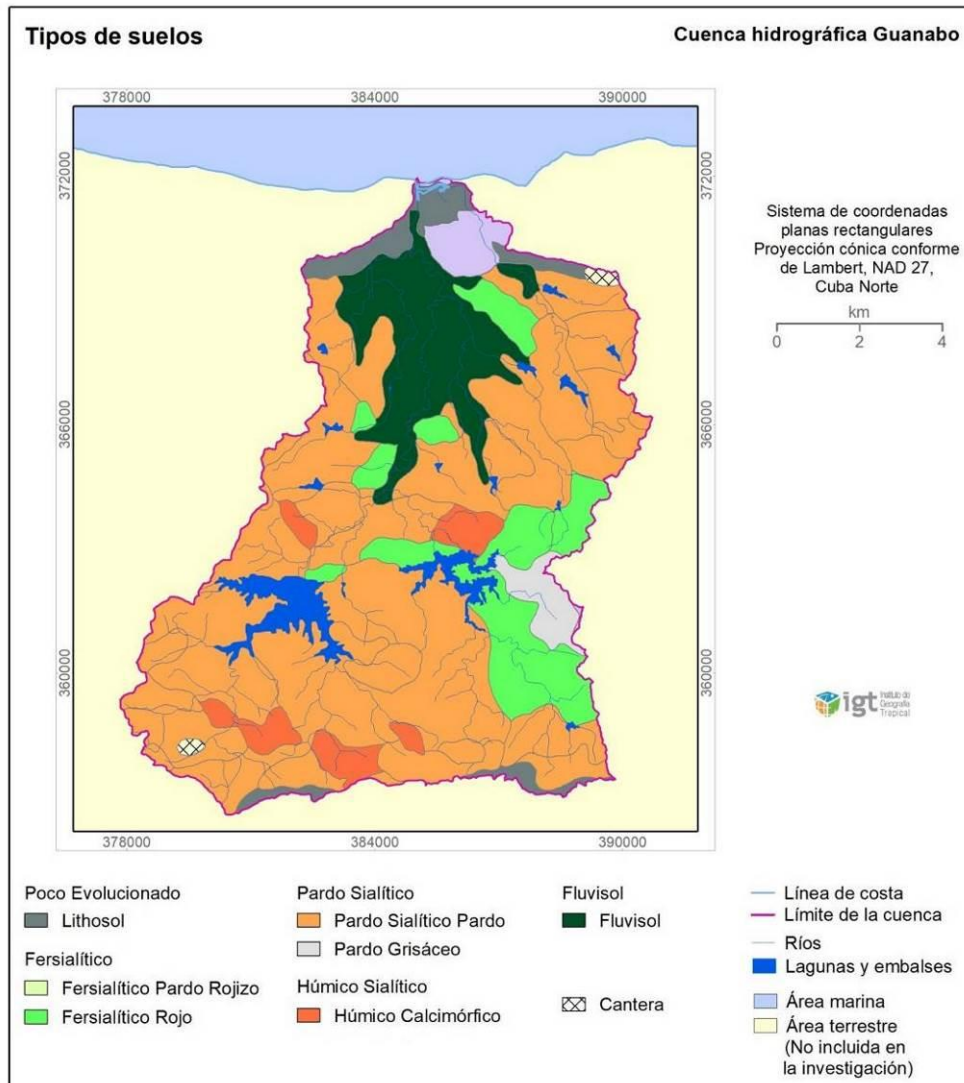 Tipos de suelos
Cuenca hidrográfica Guanabo
378000
384000
390000
372000
372000
366000
366000
360000
360000
378000
384000
390000
Sistema de coordenadas
planas rectangulares
Proyección cónica conforme
de Lambert, NAD 27,
Cuba Norte
km
0 2 4
igt Instituto de
Geografía
Tropical
Poco Evolucionado
Lithosol
Fersialítico
Fersialítico Pardo Rojizo
Fersialítico Rojo
Pardo Sialítico
Pardo Sialítico Pardo
Pardo Grisáceo
Húmico Sialítico
Húmico Calcimórfico
Fluvisol
Fluvisol
Cantera
Línea de costa
Límite de la cuenca
Ríos
Lagunas y embalses
Área marina
Área terrestre
(No incluida en
la investigación)